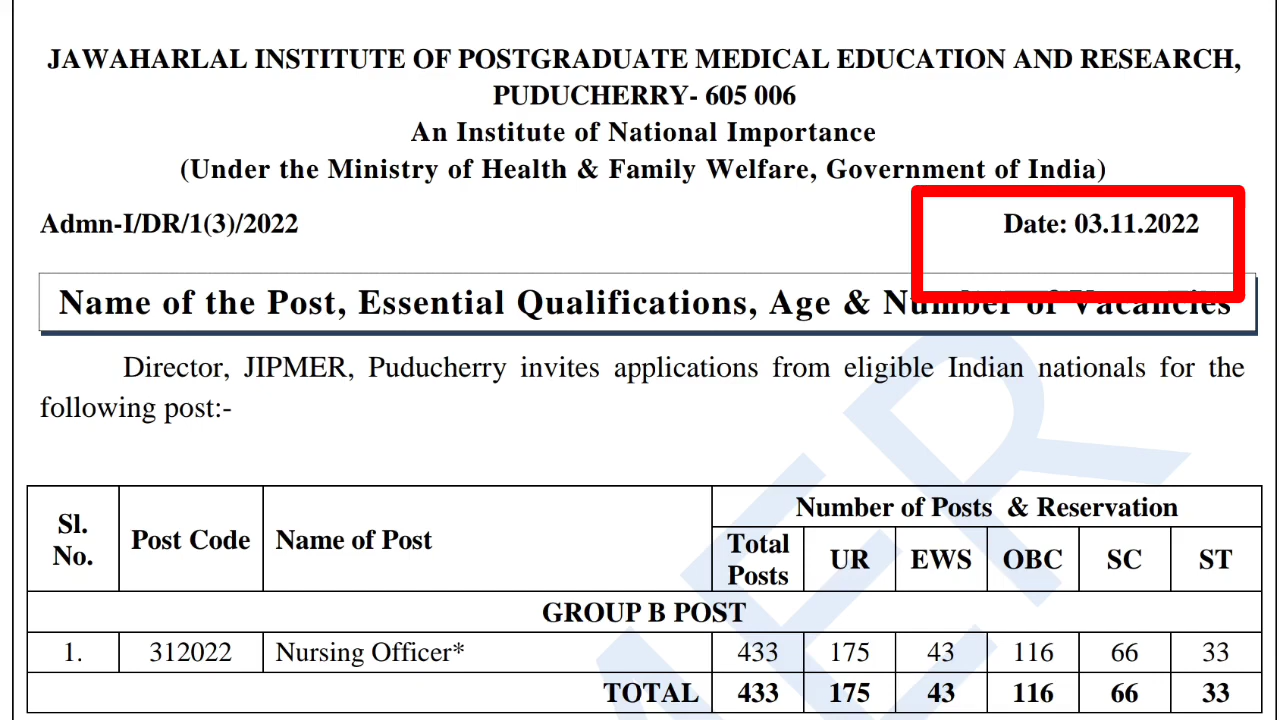 JAWAHARLAL INSTITUTE OF POSTGRADUATE MEDICAL EDUCATION AND RESEARCH,
PUDUCHERRY- 605 006
An Institute of National Importance
(Under the Ministry of Health & Family Welfare, Government of India)
Admn-I/DR/1(3)/2022 Date: 03.11.2022
Name of the Post, Essential Qualifications, Age & Number of Vacancies
Director, JIPMER, Puducherry invites applications from eligible Indian nationals for the
following post:-
Sl. No. Post Code Name of Post Number of Posts & Reservation
Total Posts UR EWS OBC SC ST
GROUP B POST
1. 312022 Nursing Officer* 433 175 43 116 66 33
TOTAL 433 175 43 116 66 33